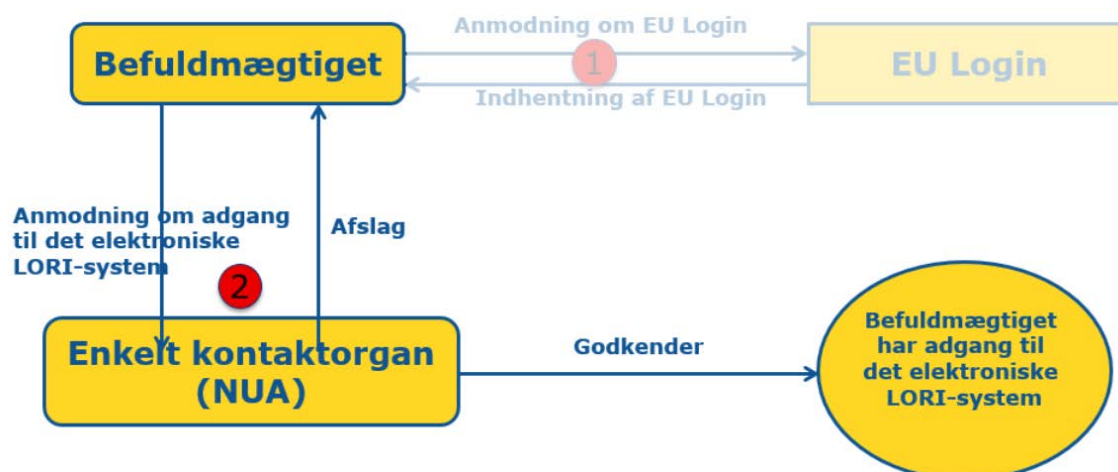 Anmodning om EU Login
Befuldmægtiget
1
EU Login
Indhentning af EU Login
Anmodning om adgang
til det elektroniske
LORI-system
Afslag
2
Enkelt kontaktorgan
(NUA)
Godkender
Befuldmægtiget
har adgang til
det elektroniske
LORI-system